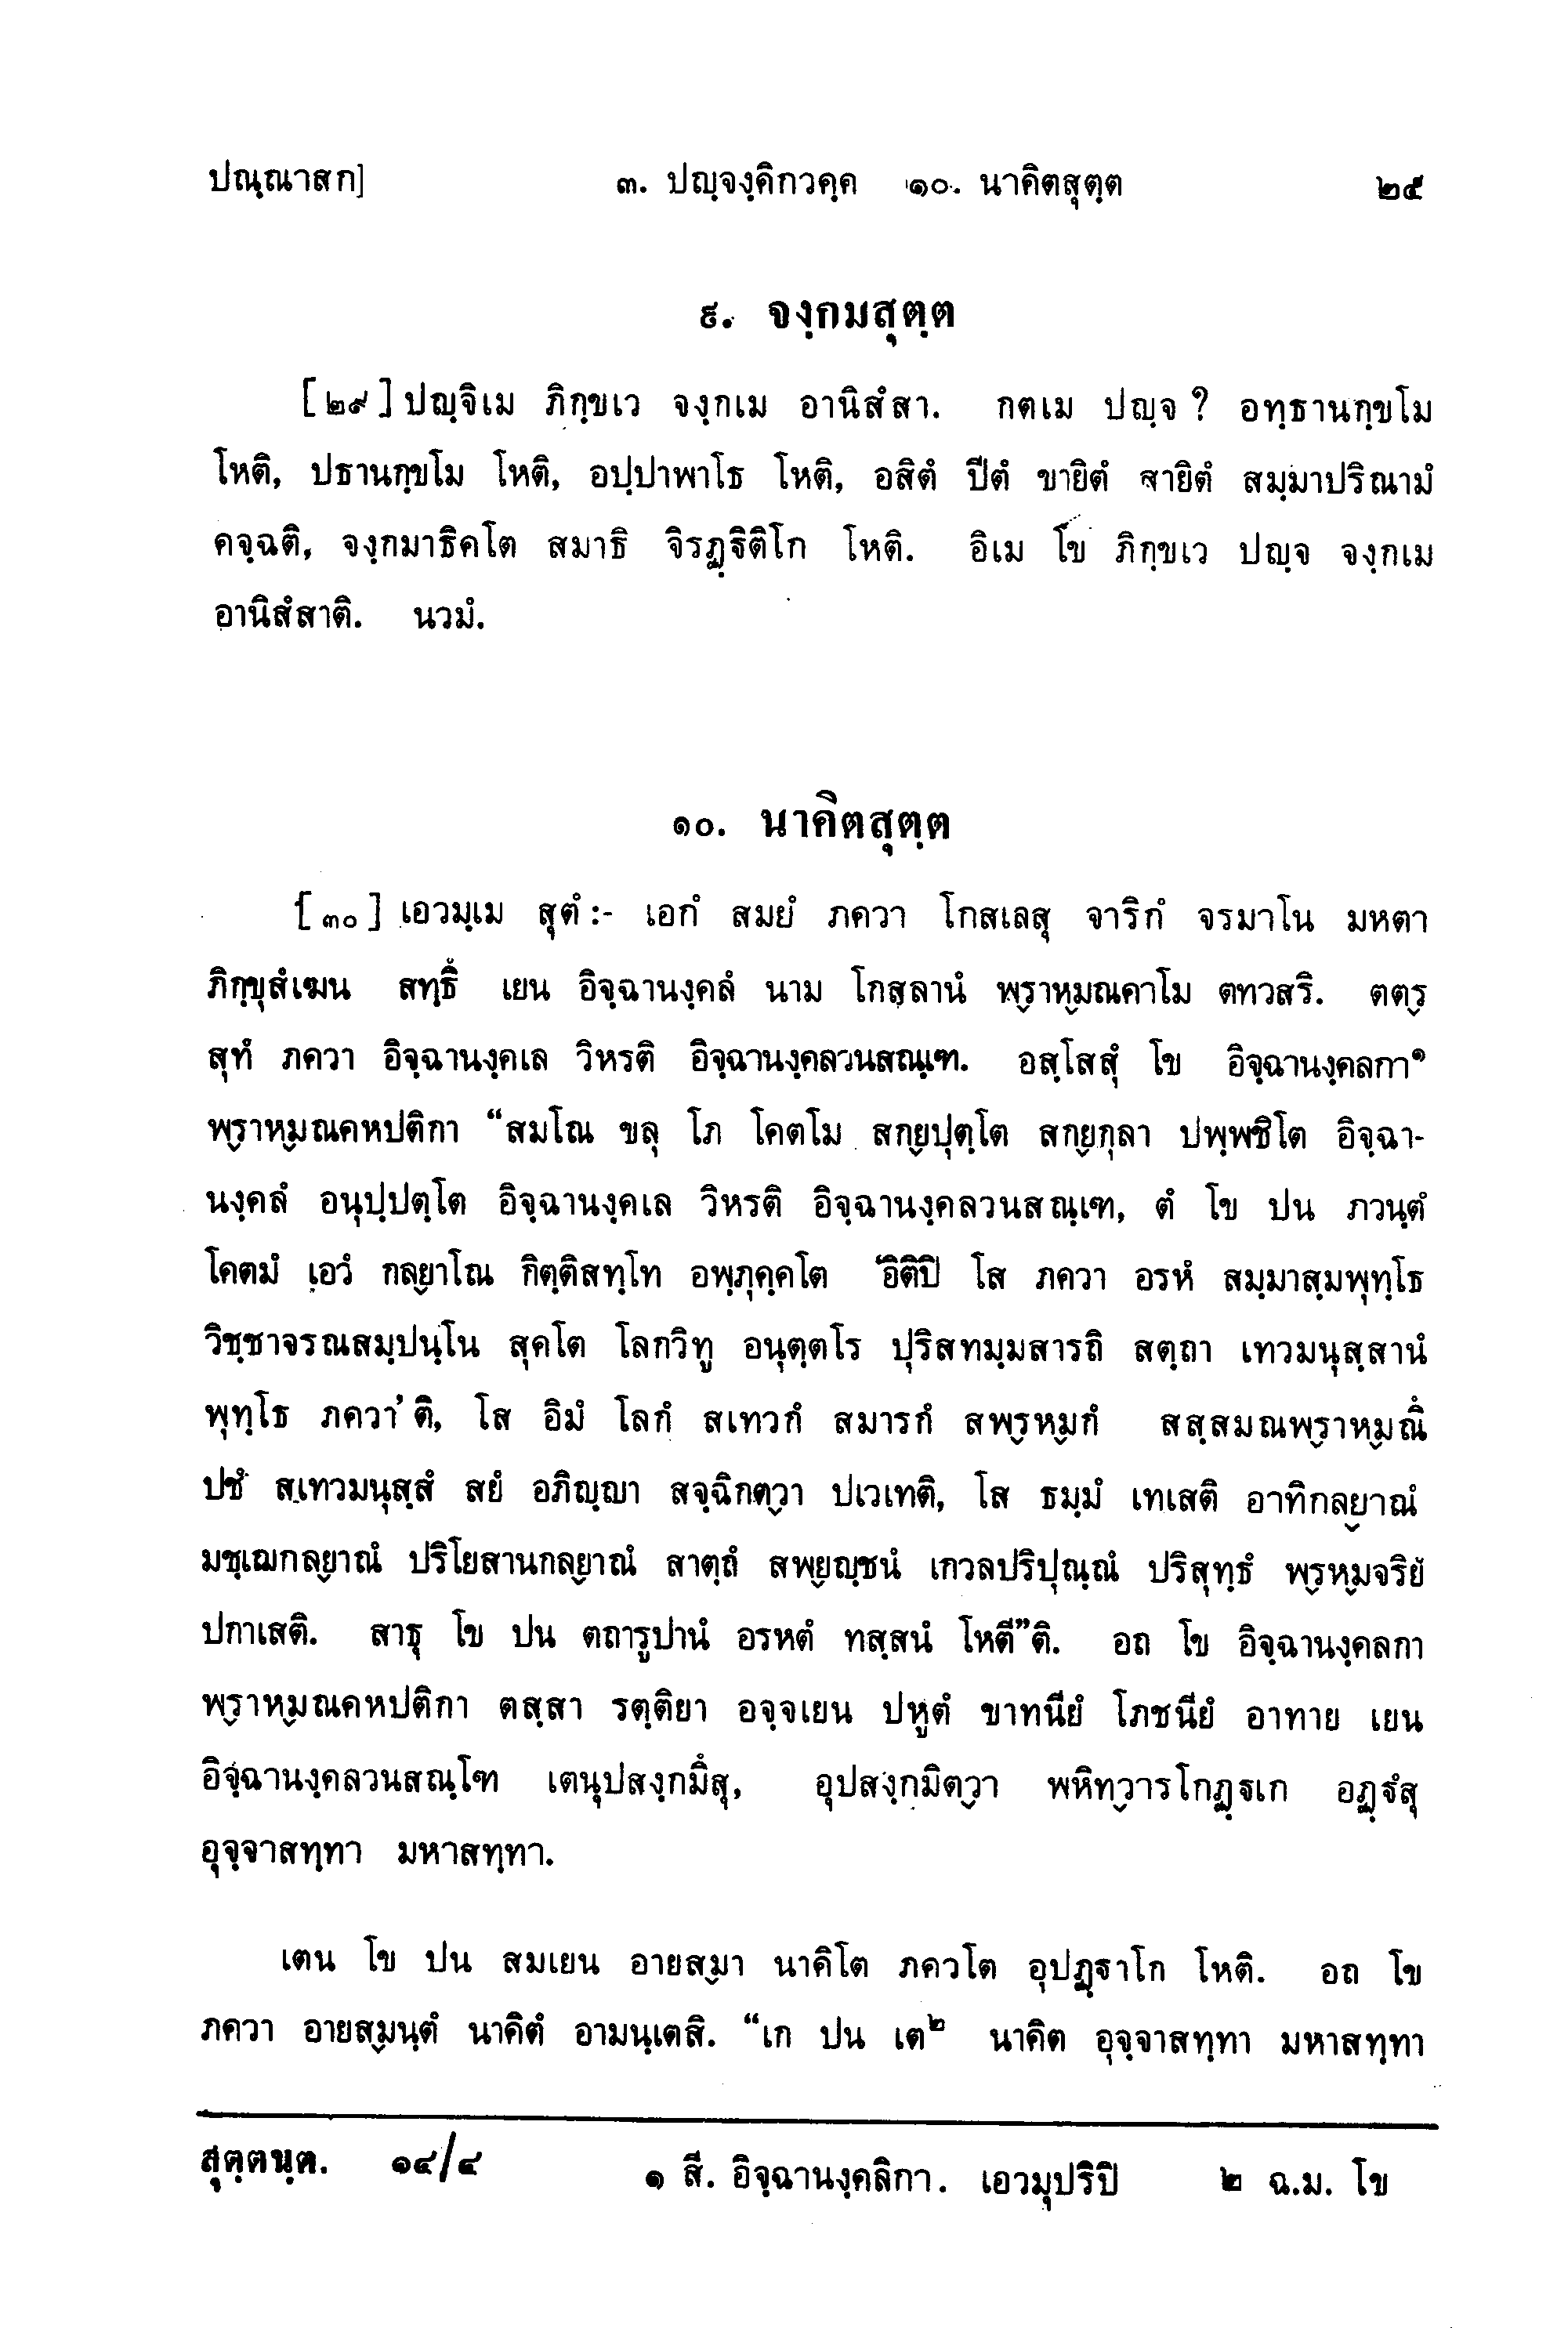 ปณฺณาสก]	๓. ปญฺจงฺคิกวคฺค ๑๐. นาคิตสุตฺต	๒๕
๙. จงฺกมสุตฺต
[๒๙] ปญฺจิเม ภิกฺขเว จงฺกเม อานิสํสา. กตเม ปญฺจ ? อทฺธานกฺขโม
โหติ, ปธานกฺขโม โหติ, อปฺปาพาโธ โหติ, อสิตํ ปีตํ ขายิตํ สายิตํ สมฺมาปริณามํ
คจฺฉติ, จงฺกมาธิคโต สมาธิ จิรฏฺฐิติโก โหติ. อิเม โข ภิกฺขเว ปญฺจ จงฺกเม
อานิสํสาติ. นวมํ.
๑๐. นาคิตสุตฺต
[๓๐] เอวมฺเม สุตํ :- เอกํ สมยํ ภควา โกสเลสุ จาริกํ จรมาโน มหตา
ภิกฺขุสํเฆน สทฺธึ เยน อิจฺฉานงฺคลํ นาม โกสลานํ พฺราหฺมณคาโม ตทวสริ. ตตฺร
สุทํ ภควา อิจฺฉานงฺคเล วิหรติ อิจฺฉานงฺคลวนสณฺเฑ. อสฺโสสุํ โข อิจฺฉานงฺคลกา๑
พฺราหฺมณคหปติกา “สมโณ ขลุ โภ โคตโม สกฺยปุตฺโต สกฺยกุลา ปพฺพชิโต อิจฺฉา-
นงฺคลํ อนุปฺปตฺโต อิจฺฉานงฺคเล วิหรติ อิจฺฉานงฺคลวนสณฺเฑ, ตํ โข ปน ภวนฺตํ
โคตมํ เอวํ กลฺยาโณ กิตฺติสทฺโท อพฺภุคฺคโต ‘อิติปิ โส ภควา อรหํ สมฺมาสมฺพุทฺโธ
วิชฺชาจรณสมฺปนฺโน สุคโต โลกวิทู อนุตฺตโร ปุริสทมฺมสารถิ สตฺถา เทวมนุสฺสานํ
พุทฺโธ ภควา’ ติ, โส อิมํ โลกํ สเทวกํ สมารกํ สพฺรหฺมกํ สสฺสมณพฺราหฺมณึ
ปชํ สเทวมนุสฺสํ สยํ อภิญฺญา สจฺฉิกตฺวา ปเวเทติ, โส ธมฺมํ เทเสติ อาทิกลฺยาณํ
มชฺเฌกลฺยาณํ ปริโยสานกลฺยาณํ สาตฺถํ สพฺยญฺชนํ เกวลปริปุณฺณํ ปริสุทฺธํ พฺรหฺมจริยํ
ปกาเสติ. สาธุ โข ปน ตถารูปานํ อรหตํ ทสฺสนํ โหตี”ติ. อถ โข อิจฺฉานงฺคลกา
พฺราหฺมณคหปติกา ตสฺสา รตฺติยา อจฺจเยน ปหูตํ ขาทนียํ โภชนียํ อาทาย เยน
อิจฺฉานงฺคลวนสณฺโฑ เตนุปสงฺกมึสุ, อุปสงฺกมิตฺวา พหิทฺวารโกฏฺฐเก อฏฺฐํสุ
อุจฺจาสทฺทา มหาสทฺทา.
เตน โข ปน สมเยน อายสฺมา นาคิโต ภควโต อุปฏฺฐาโก โหติ. อถ โข
ภควา อายสฺมนฺตํ นาคิตํ อามนฺเตสิ. “เก ปน เต๒ นาคิต อุจฺจาสทฺทา มหาสทฺทา
สุตฺตนฺต. ๑๔/๔	๑ สี. อิจฺฉานงฺคลิกา. เอวมุปริปิ	๒ ฉ.ม. โข